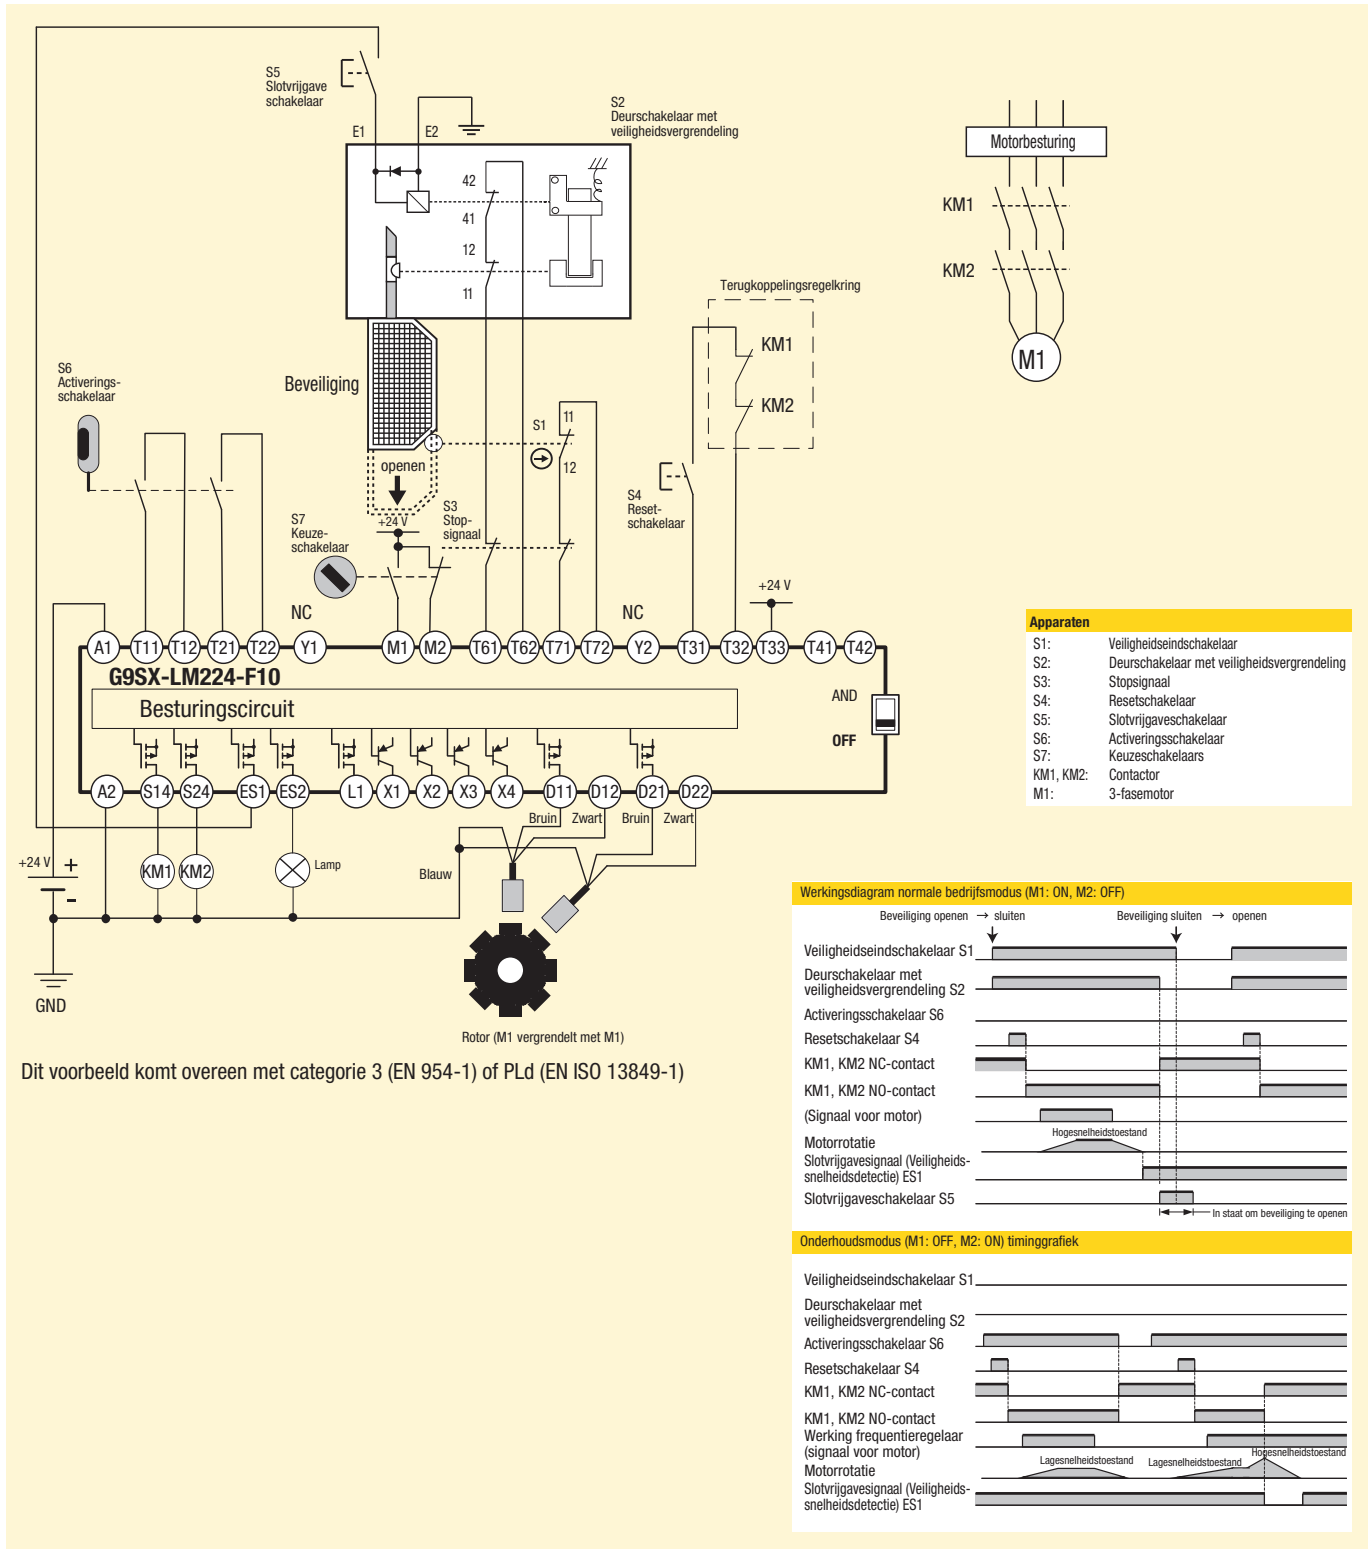 S5
Slotvrijgave
schakelaar
E1
E2
S2
Deurschakelaar met
veiligheidsvergrendeling
42
41
12
11
Motorbesturing
KM1
KM2
M1
Terugkoppelingsregelkring
KM1
KM2
S6
Activerings-
schakelaar
Beveiliging
openen
S1
11
12
S4
Reset-
schakelaar
S7
Keuze-
schakelaar
+24 V
S3
Stop-
signaal
+24 V
NC
NC
A1
T11
T12
T21
T22
Y1
M1
M2
T61
T62
T71
T72
Y2
T31
T32
T33
T41
T42
G9SX-LM224-F10
Besturingscircuit
AND
OFF
A2
S14
S24
ES1
ES2
L1
X1
X2
X3
X4
D11
D12
D21
D22
Bruin
Zwart
Bruin
Zwart
+24 V
+
-
KM1
KM2
Lamp
Blauw
GND
Rotor (M1 vergrendelt met M1)
Dit voorbeeld komt overeen met categorie 3 (EN 954-1) of PLd (EN ISO 13849-1)
Apparaten
S1: Veiligheidseindschakelaar
S2: Deurschakelaar met veiligheidsvergrendeling
S3: Stopsignaal
S4: Resetschakelaar
S5: Slotvrijgaveschakelaar
S6: Activeringsschakelaar
S7: Keuzeschakelaars
KM1, KM2: Contactor
M1: 3-fasemotor
Werkingsdiagram normale bedrijfsmodus (M1: ON, M2: OFF)
Beveiliging openen → sluiten
Beveiliging sluiten → openen
Veiligheidseindschakelaar S1
Deurschakelaar met
veiligheidsvergrendeling S2
Activeringsschakelaar S6
Resetschakelaar S4
KM1, KM2 NC-contact
KM1, KM2 NO-contact
(Signaal voor motor)
Hogesnelheidstoestand
Motorrotatie
Slotvrijgavesignaal (Veiligheids-
snelheidsdetectie) ES1
Slotvrijgaveschakelaar S5
In staat om beveiliging te openen
Onderhoudsmodus (M1: OFF, M2: ON) timinggrafiek
Veiligheidseindschakelaar S1
Deurschakelaar met
veiligheidsvergrendeling S2
Activeringsschakelaar S6
Resetschakelaar S4
KM1, KM2 NC-contact
KM1, KM2 NO-contact
Werking frequentieregelaar
(signaal voor motor)
Hogesnelheidstoestand
Lagesnelheidstoestand
Lagesnelheidstoestand
Motorrotatie
Slotvrijgavesignaal (Veiligheids-
snelheidsdetectie) ES1